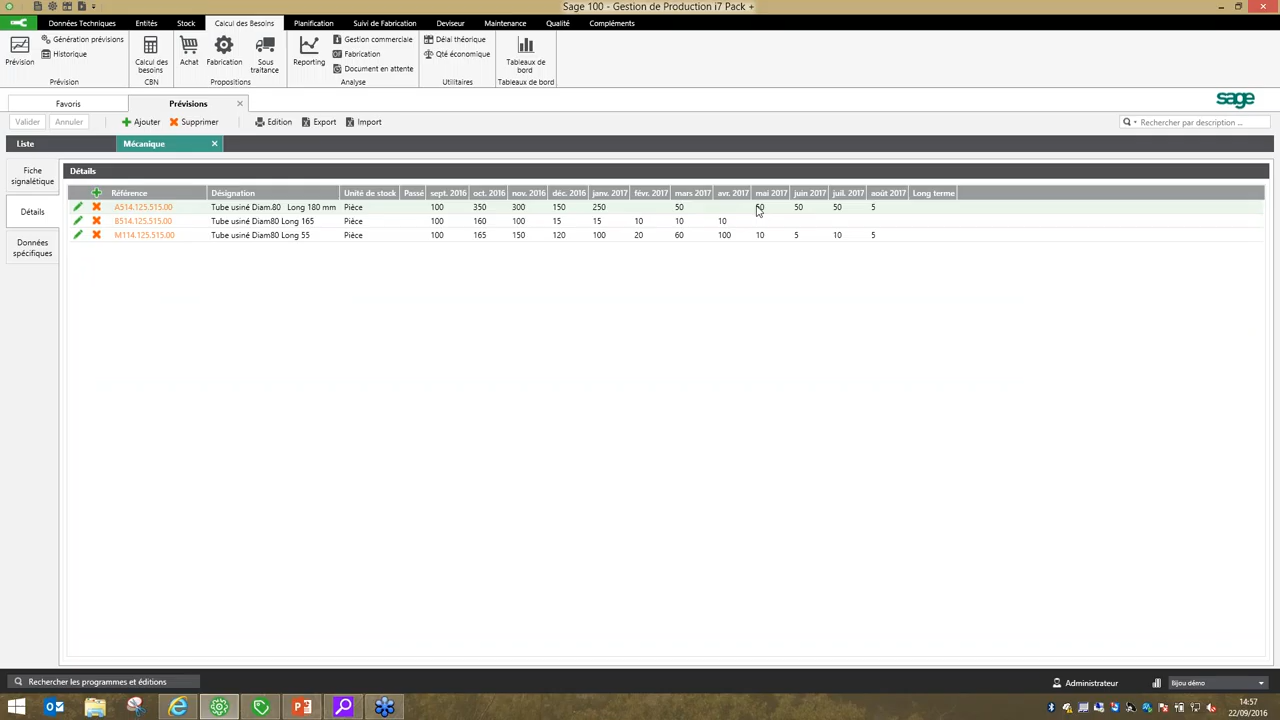 Sage 100 - Gestion de Production i7 Pack +
Données Techniques Entités Stock Calcul des Besoins Planification Suivi de Fabrication Deviseur Maintenance Qualité Compléments
Prévision
Génération prévisions
Historique
Prévision
Calcul des besoins
CBN
Achat
Fabrication
Sous traitance
Propositions
Reporting
Gestion commerciale
Fabrication
Document en attente
Analyse
Délai théorique
Qté économique
Utilitaires
Tableaux de bord
Tableaux de bord
Favoris Prévisions
sage
Valider Annuler Ajouter Supprimer Edition Export Import Rechercher par description ...
Liste Mécanique
Fiche signalétique
Détails
Données spécifiques
Détails
Référence Désignation Unité de stock Passé sept. 2016 oct. 2016 nov. 2016 déc. 2016 janv. 2017 févr. 2017 mars 2017 avr. 2017 mai 2017 juin 2017 juil. 2017 août 2017 Long terme
A514.125.515.00 Tube usiné Diam.80 Long 180 mm Pièce 100 350 300 150 250 50 50 50 5
B514.125.515.00 Tube usiné Diam80 Long 165 Pièce 100 160 100 15 15 10 10 10
M114.125.515.00 Tube usiné Diam80 Long 55 Pièce 100 165 150 120 100 20 60 100 10 5 10 5
Rechercher les programmes et éditions Administrateur Bijou démo
14:57
22/09/2016